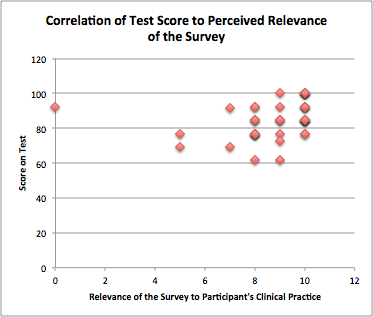 Correlation of Test Score to Perceived Relevance
of the Survey
120
100
80
60
40
20
0
Score on Test
0 2 4 6 8 10 12
Relevance of the Survey to Participant's Clinical Practice